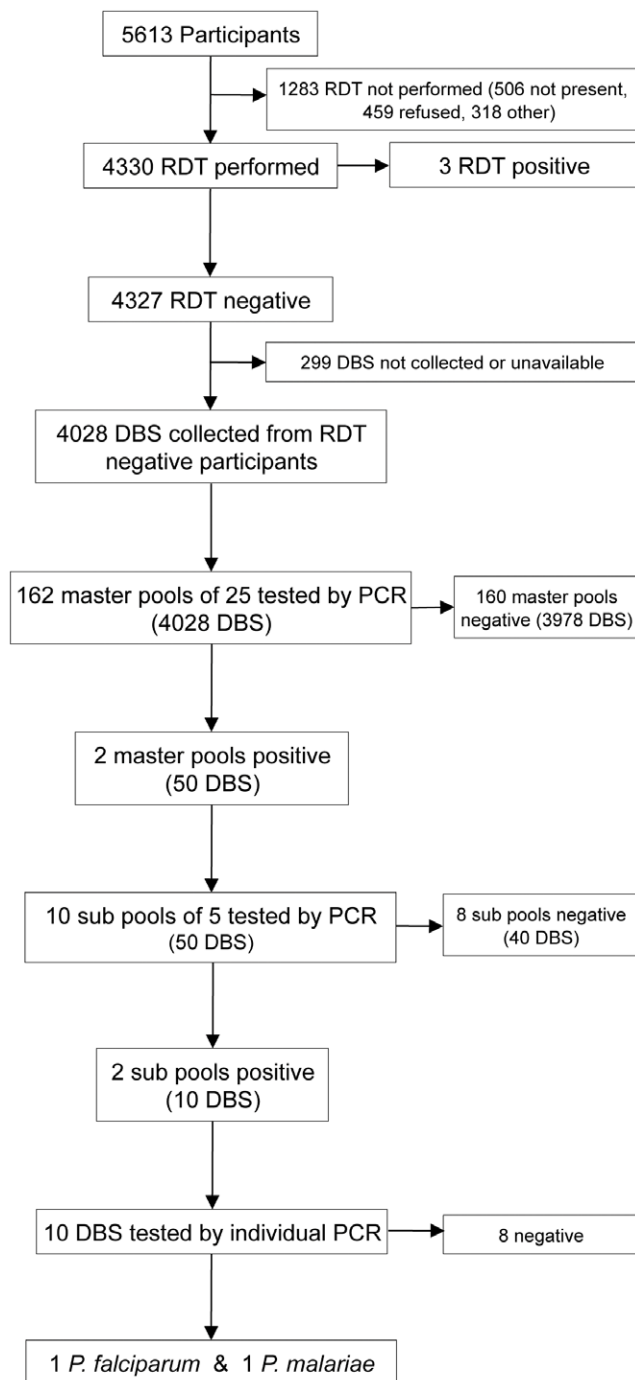 5613 Participants
1283 RDT not performed (506 not present,
459 refused, 318 other)
4330 RDT performed
3 RDT positive
4327 RDT negative
299 DBS not collected or unavailable
4028 DBS collected from RDT
negative participants
162 master pools of 25 tested by PCR
(4028 DBS)
160 master pools
negative (3978 DBS)
2 master pools positive
(50 DBS)
10 sub pools of 5 tested by PCR
(50 DBS)
8 sub pools negative
(40 DBS)
2 sub pools positive
(10 DBS)
10 DBS tested by individual PCR
8 negative
1 P. falciparum & 1 P. malariae